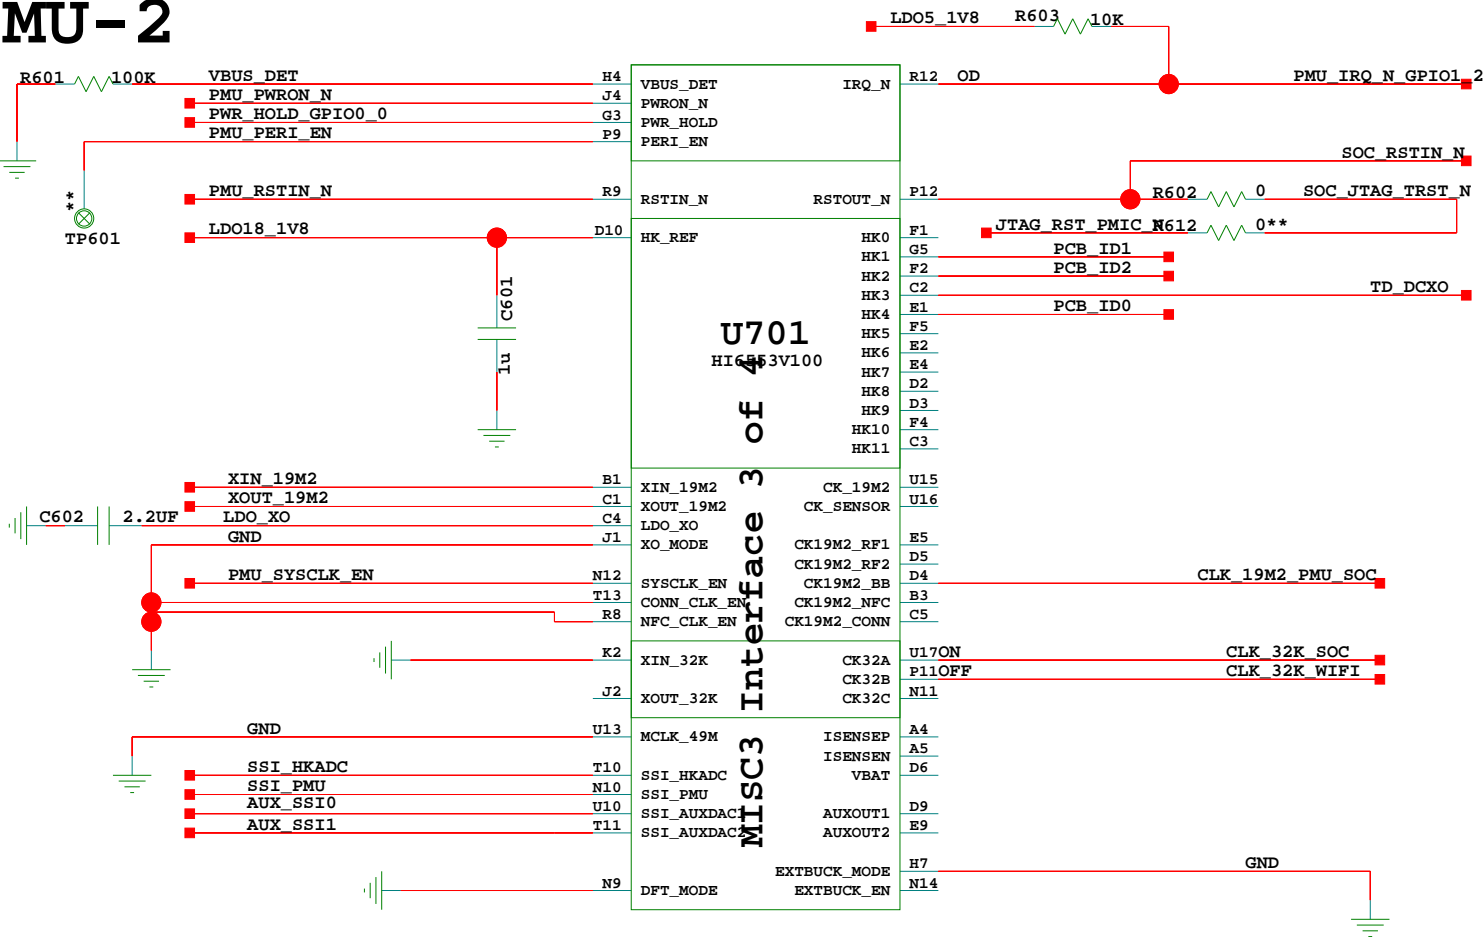 MU-2
LDO5_1V8 R603 10K
R601 100K VBUS_DET H4 VBUS_DET IRQ_N R12 OD PMU_IRQ_N_GPIO1_2
PMU_PWRON_N J4 PWRON_N
PWR_HOLD_GPIO0_0 G3 PWR_HOLD
PMU_PERI_EN P9 PERI_EN
SOC_RSTIN_N
PMU_RSTIN_N R9 RSTIN_N RSTOUT_N P12 R602 0 SOC_JTAG_TRST_N
**
TP601
LDO18_1V8 D10 HK_REF HK0 F1 JTAG_RST_PMIC_N R612 0**
HK1 G5 PCB_ID1
HK2 F2 PCB_ID2
HK3 C2 TD_DCXO
HK4 E1 PCB_ID0
C601
1u
U701
HI6553V100
HK5 F5
HK6 E2
HK7 E4
HK8 D2
HK9 D3
HK10 F4
HK11 C3
MISC3 Interface 3 of 4
XIN_19M2 B1 XIN_19M2 CK_19M2 U15
XOUT_19M2 C1 XOUT_19M2 CK_SENSOR U16
C602 2.2UF LDO_XO C4 LDO_XO
GND J1 XO_MODE CK19M2_RF1 E5
CK19M2_RF2 D5
PMU_SYSCLK_EN N12 SYSCLK_EN CK19M2_BB D4 CLK_19M2_PMU_SOC
T13 CONN_CLK_EN CK19M2_NFC B3
R8 NFC_CLK_EN CK19M2_CONN C5
K2 XIN_32K CK32A U17 ON CLK_32K_SOC
CK32B P11 OFF CLK_32K_WIFI
J2 XOUT_32K CK32C N11
GND U13 MCLK_49M ISENSEP A4
ISENSEN A5
SSI_HKADC T10 SSI_HKADC VBAT D6
SSI_PMU N10 SSI_PMU
AUX_SSI0 U10 SSI_AUXDAC1 AUXOUT1 D9
AUX_SSI1 T11 SSI_AUXDAC2 AUXOUT2 E9
EXTBUCK_MODE H7 GND
N9 DFT_MODE EXTBUCK_EN N14